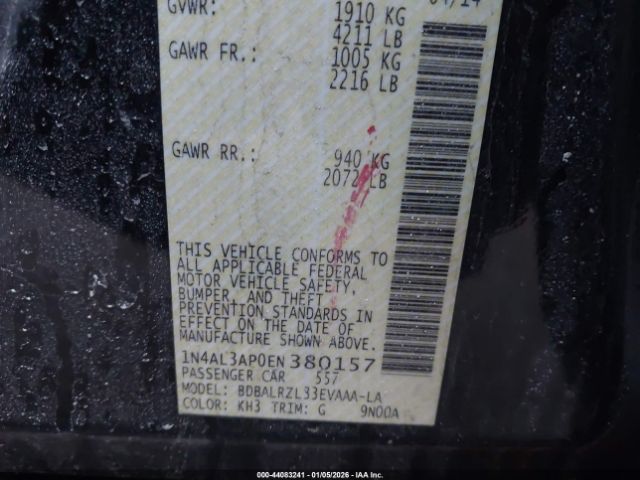 GVWR: 1910 KG
4211 LB
GAWR FR.: 1005 KG
2216 LB
GAWR RR.: 940 KG
2072 LB
THIS VEHICLE CONFORMS TO
ALL APPLICABLE FEDERAL
MOTOR VEHICLE SAFETY,
BUMPER, AND THEFT
PREVENTION STANDARDS IN
EFFECT ON THE DATE OF
MANUFACTURE SHOWN ABOVE.
1N4AL3AP0EN 380157
PASSENGER CAR 557
MODEL: BDBALRZL33EVAAA-LA
COLOR: KH3 TRIM: G 9N00A
000-44083241 - 01/05/2026 - IAA Inc.